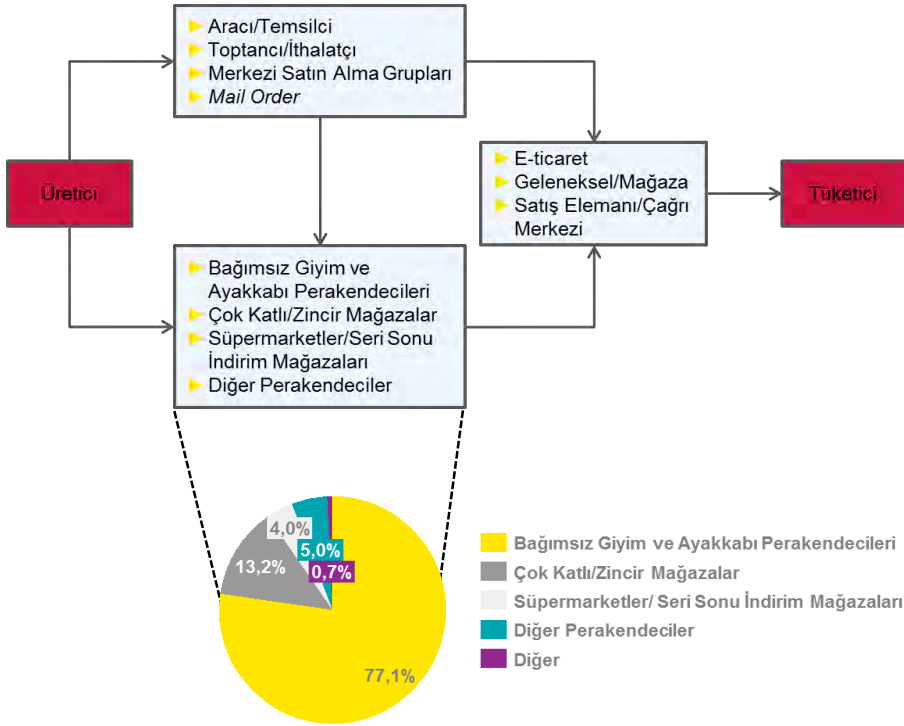 Aracı/Temsilci
Toptancı/İthalatçı
Merkezi Satın Alma Grupları
Mail Order
Üretici
E-ticaret
Geleneksel/Mağaza
Satış Elemanı/Çağrı
Merkezi
Tüketici
Bağımsız Giyim ve
Ayakkabı Perakendecileri
Çok Katlı/Zincir Mağazalar
Süpermarketler/Seri Sonu
İndirim Mağazaları
Diğer Perakendeciler
4,0%
5,0%
13,2%
0,7%
77,1%
Bağımsız Giyim ve Ayakkabı Perakendecileri
Çok Katlı/Zincir Mağazalar
Süpermarketler/ Seri Sonu İndirim Mağazaları
Diğer Perakendeciler
Diğer